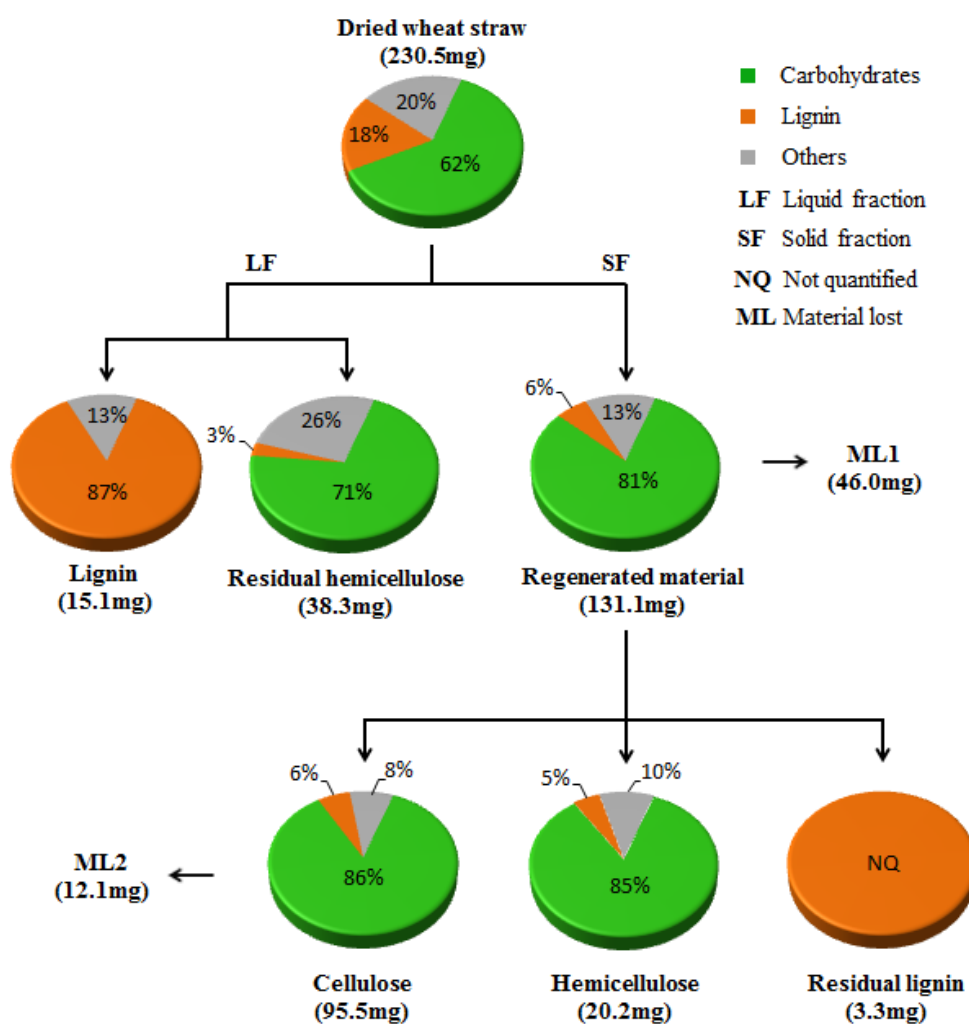 Dried wheat straw
(230.5mg)
20%
18%
62%
Carbohydrates
Lignin
Others
LF Liquid fraction
SF Solid fraction
NQ Not quantified
ML Material lost
LF
SF
13%
87%
Lignin
(15.1mg)
26%
3%
71%
Residual hemicellulose
(38.3mg)
6%
13%
81%
Regenerated material
(131.1mg)
ML1
(46.0mg)
6%
8%
86%
Cellulose
(95.5mg)
ML2
(12.1mg)
5%
10%
85%
Hemicellulose
(20.2mg)
NQ
Residual lignin
(3.3mg)